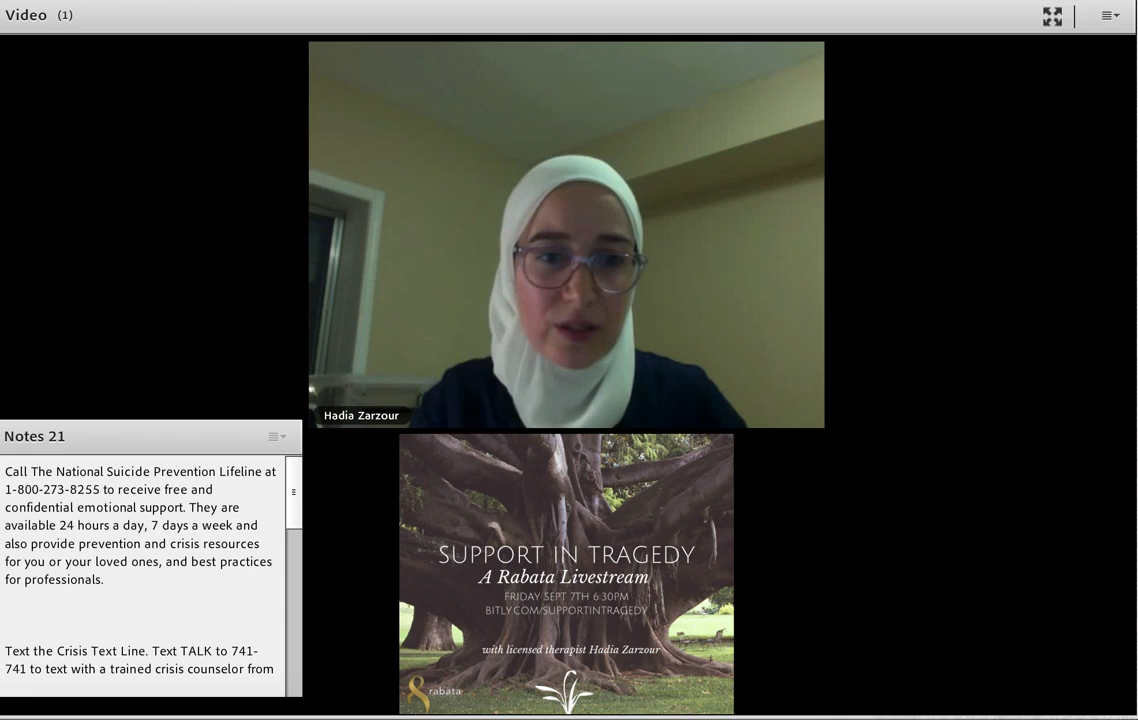 Video (1)
Hadia Zarzour
Notes 21
Call The National Suicide Prevention Lifeline at
1-800-273-8255 to receive free and
confidential emotional support. They are
available 24 hours a day, 7 days a week and
also provide prevention and crisis resources
for you or your loved ones, and best practices
for professionals.
Text the Crisis Text Line. Text TALK to 741-
741 to text with a trained crisis counselor from
SUPPORT IN TRAGEDY
A Rabata Livestream
FRIDAY SEPT 7TH 6:30PM
BITLY.COM/SUPPORTINTRAGEDY
with licensed therapist Hadia Zarzour
rabata